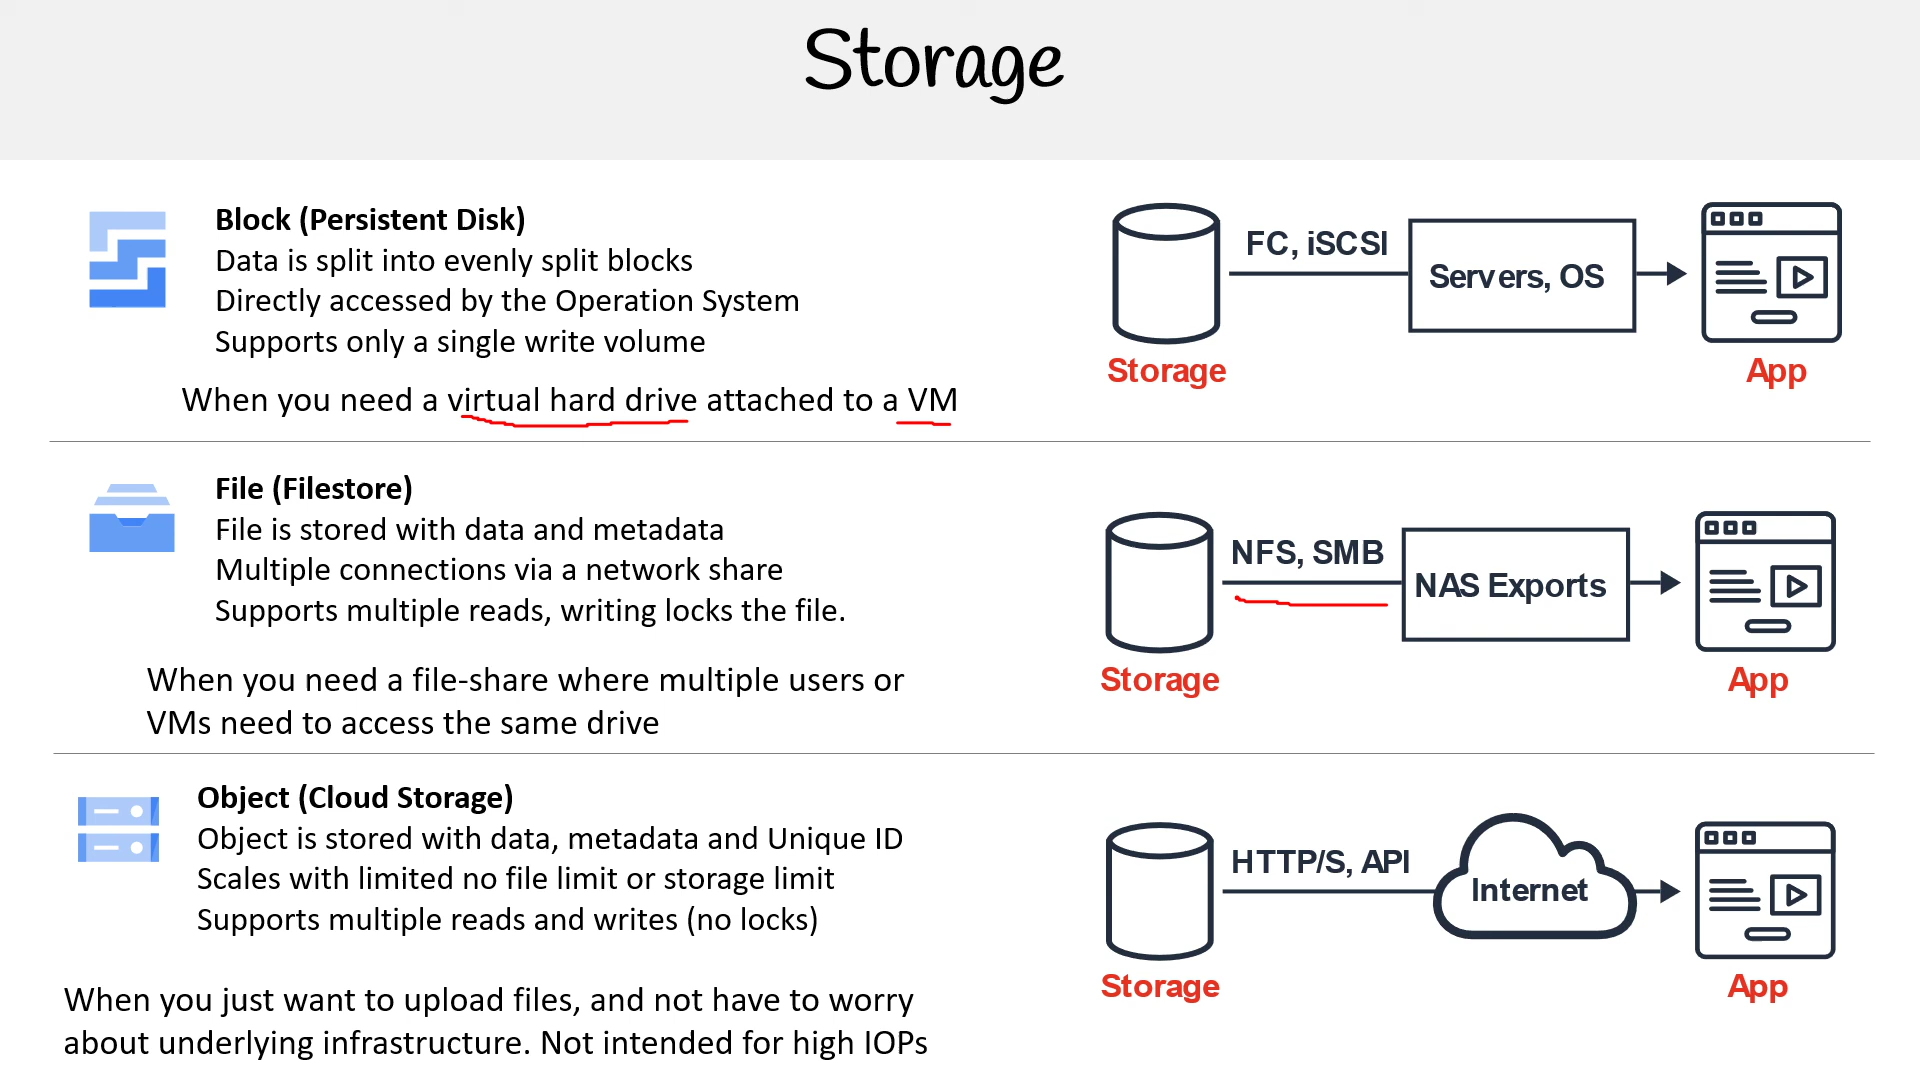 Storage
Block (Persistent Disk)
Data is split into evenly split blocks
Directly accessed by the Operation System
Supports only a single write volume
When you need a virtual hard drive attached to a VM
FC, iSCSI
Servers, OS
Storage
App
File (Filestore)
File is stored with data and metadata
Multiple connections via a network share
Supports multiple reads, writing locks the file.
When you need a file-share where multiple users or
VMs need to access the same drive
NFS, SMB
NAS Exports
Storage
App
Object (Cloud Storage)
Object is stored with data, metadata and Unique ID
Scales with limited no file limit or storage limit
Supports multiple reads and writes (no locks)
When you just want to upload files, and not have to worry
about underlying infrastructure. Not intended for high IOPs
HTTP/S, API
Internet
Storage
App